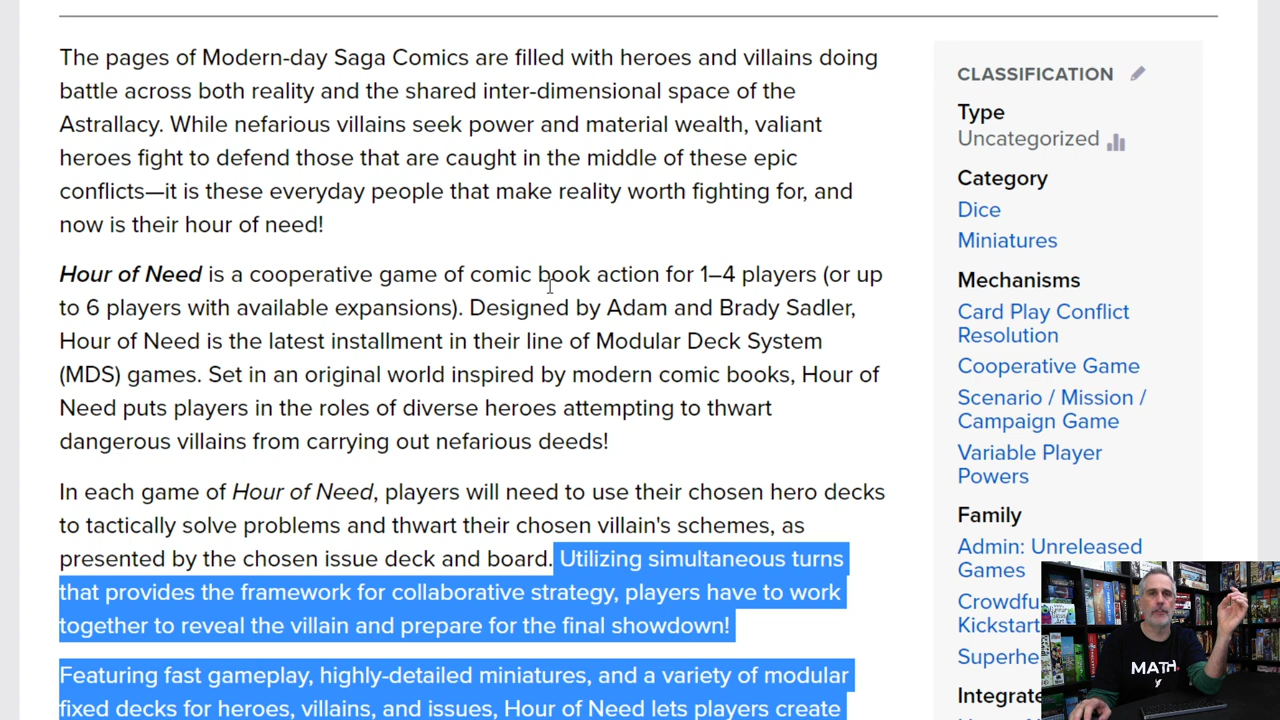 The pages of Modern-day Saga Comics are filled with heroes and villains doing
battle across both reality and the shared inter-dimensional space of the
Astrallacy. While nefarious villains seek power and material wealth, valiant
heroes fight to defend those that are caught in the middle of these epic
conflicts—it is these everyday people that make reality worth fighting for, and
now is their hour of need!
Hour of Need is a cooperative game of comic book action for 1–4 players (or up
to 6 players with available expansions). Designed by Adam and Brady Sadler,
Hour of Need is the latest installment in their line of Modular Deck System
(MDS) games. Set in an original world inspired by modern comic books, Hour of
Need puts players in the roles of diverse heroes attempting to thwart
dangerous villains from carrying out nefarious deeds!
In each game of Hour of Need, players will need to use their chosen hero decks
to tactically solve problems and thwart their chosen villain's schemes, as
presented by the chosen issue deck and board. Utilizing simultaneous turns
that provides the framework for collaborative strategy, players have to work
together to reveal the villain and prepare for the final showdown!
Featuring fast gameplay, highly-detailed miniatures, and a variety of modular
fixed decks for heroes, villains, and issues, Hour of Need lets players create
CLASSIFICATION
Type
Uncategorized
Category
Dice
Miniatures
Mechanisms
Card Play Conflict
Resolution
Cooperative Game
Scenario / Mission /
Campaign Game
Variable Player
Powers
Family
Admin: Unreleased
Games
Crowdfu
Kickstart
Superhe
Integrate
MATH.